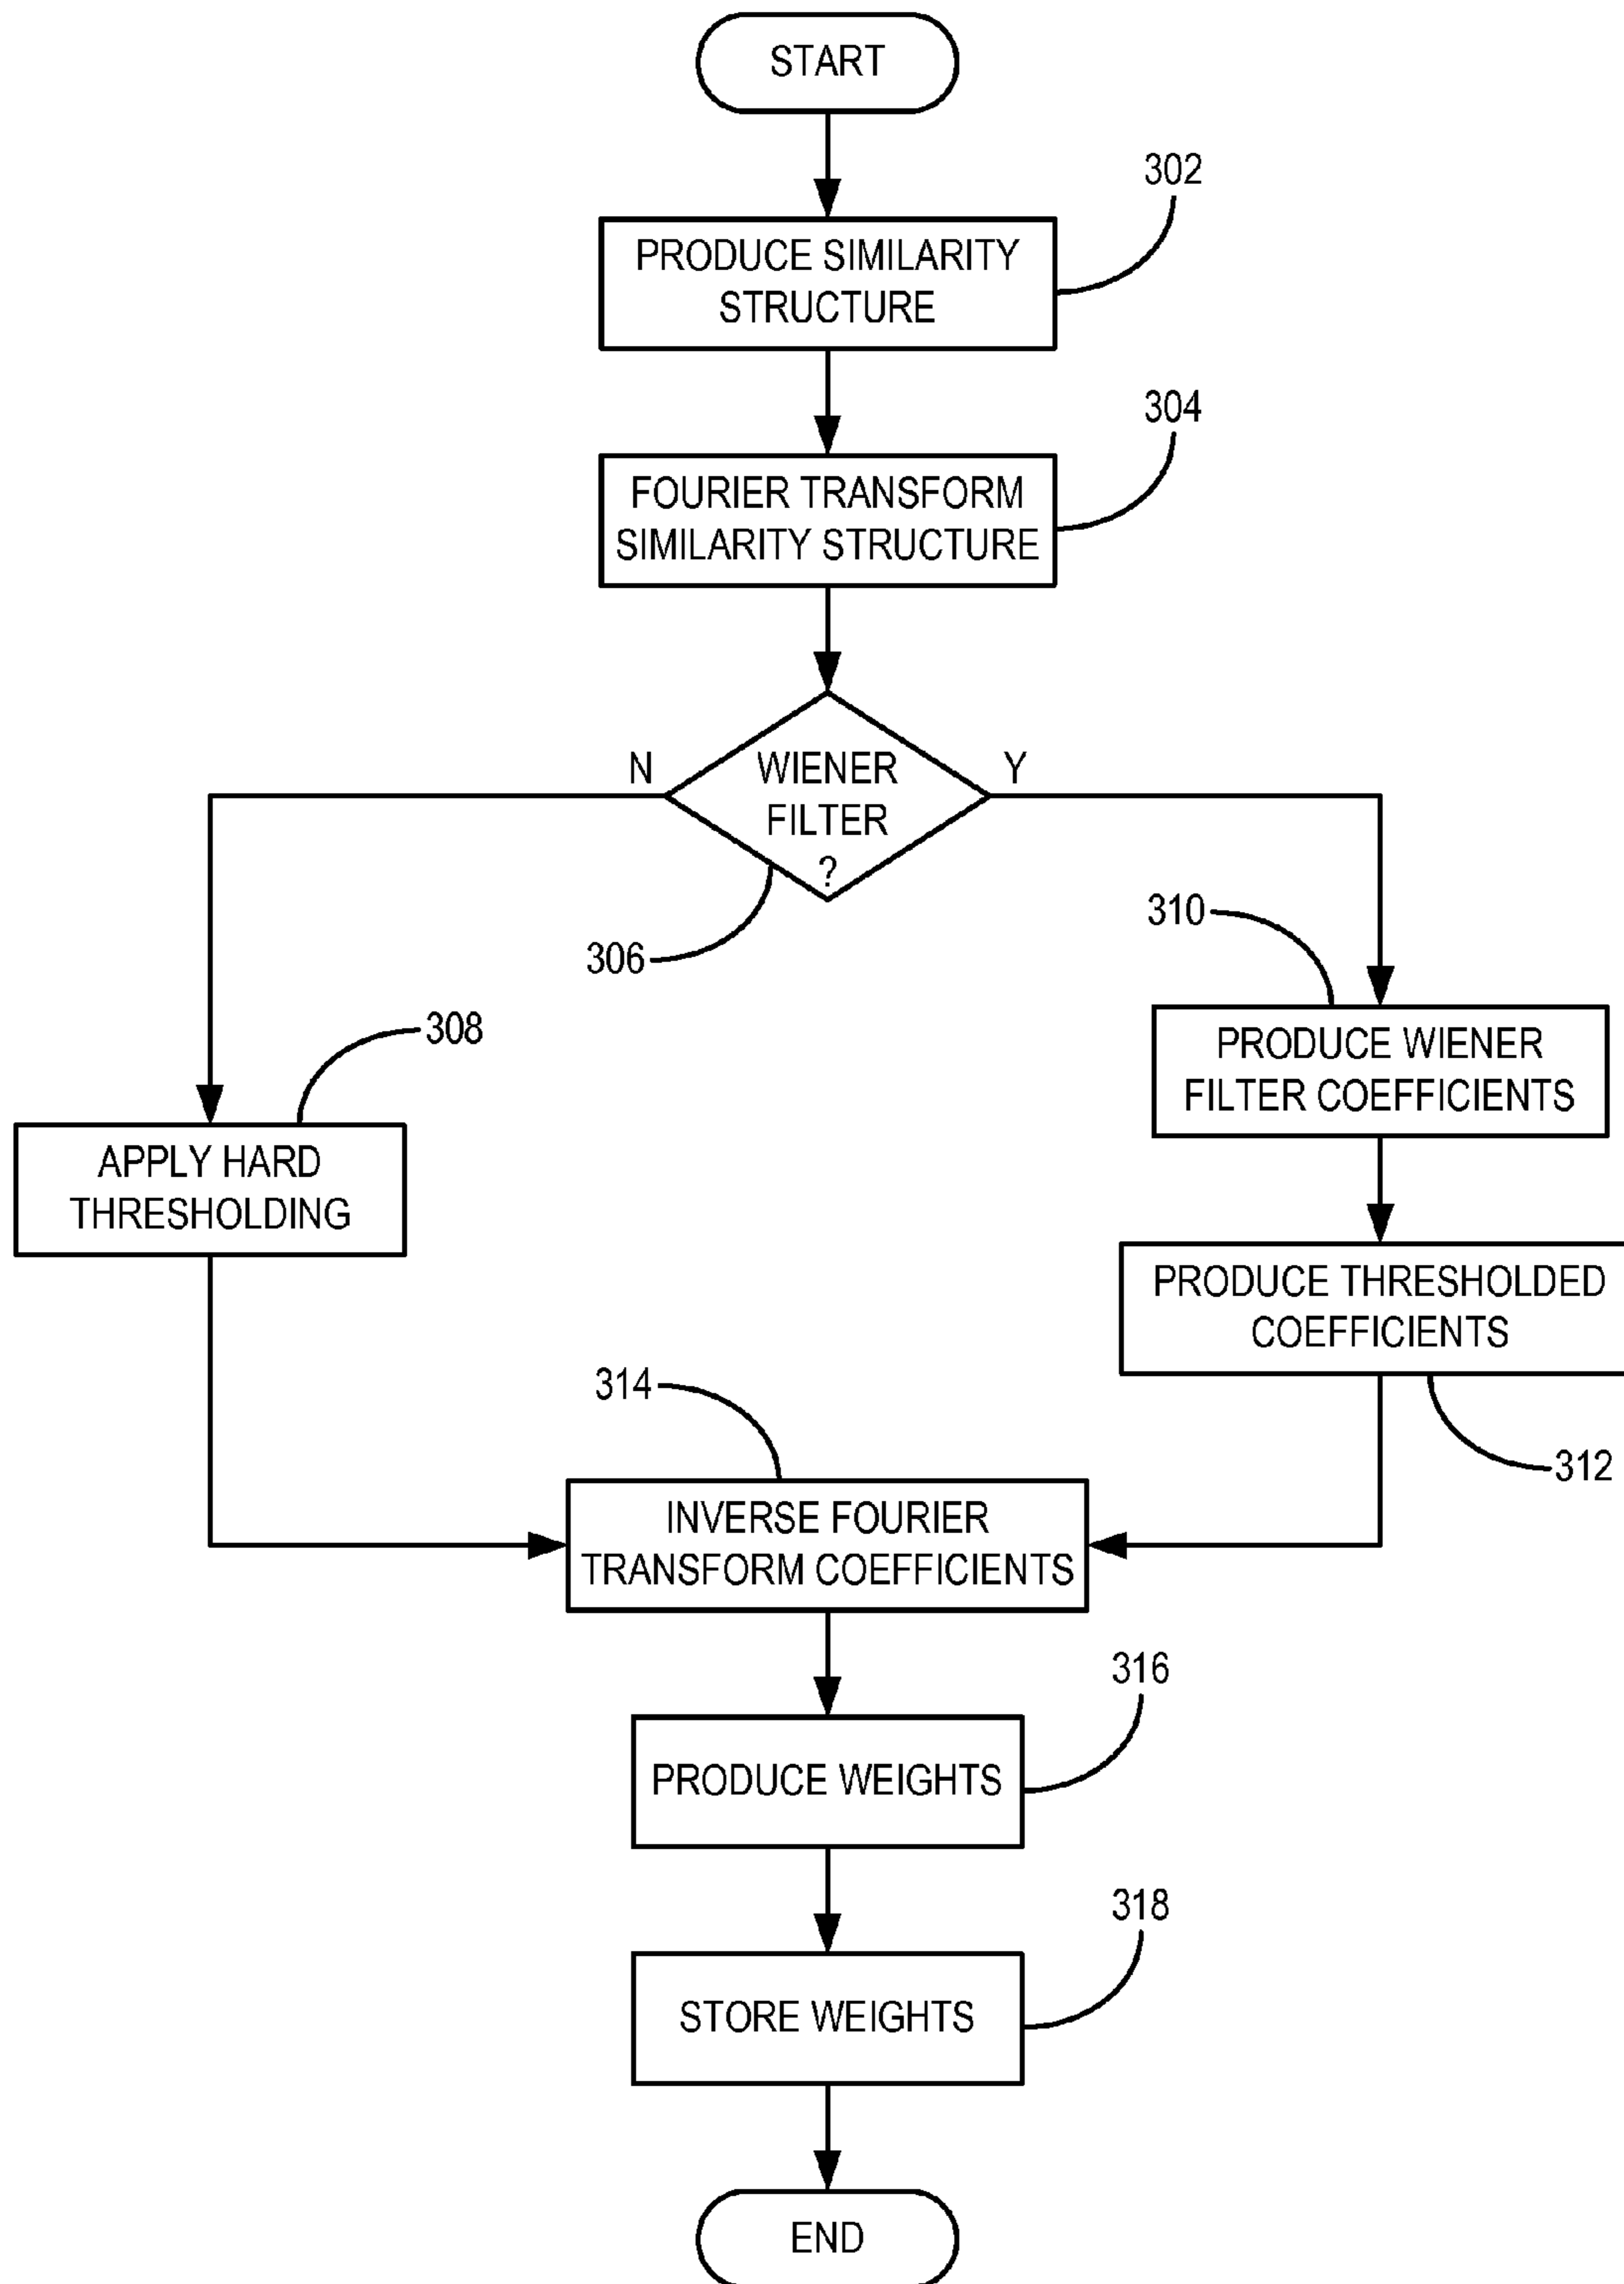 START
302
PRODUCE SIMILARITY
STRUCTURE
304
FOURIER TRANSFORM
SIMILARITY STRUCTURE
N
WIENER
FILTER
?
Y
306
308
APPLY HARD
THRESHOLDING
310
PRODUCE WIENER
FILTER COEFFICIENTS
PRODUCE THRESHOLDED
COEFFICIENTS
312
314
INVERSE FOURIER
TRANSFORM COEFFICIENTS
316
PRODUCE WEIGHTS
318
STORE WEIGHTS
END